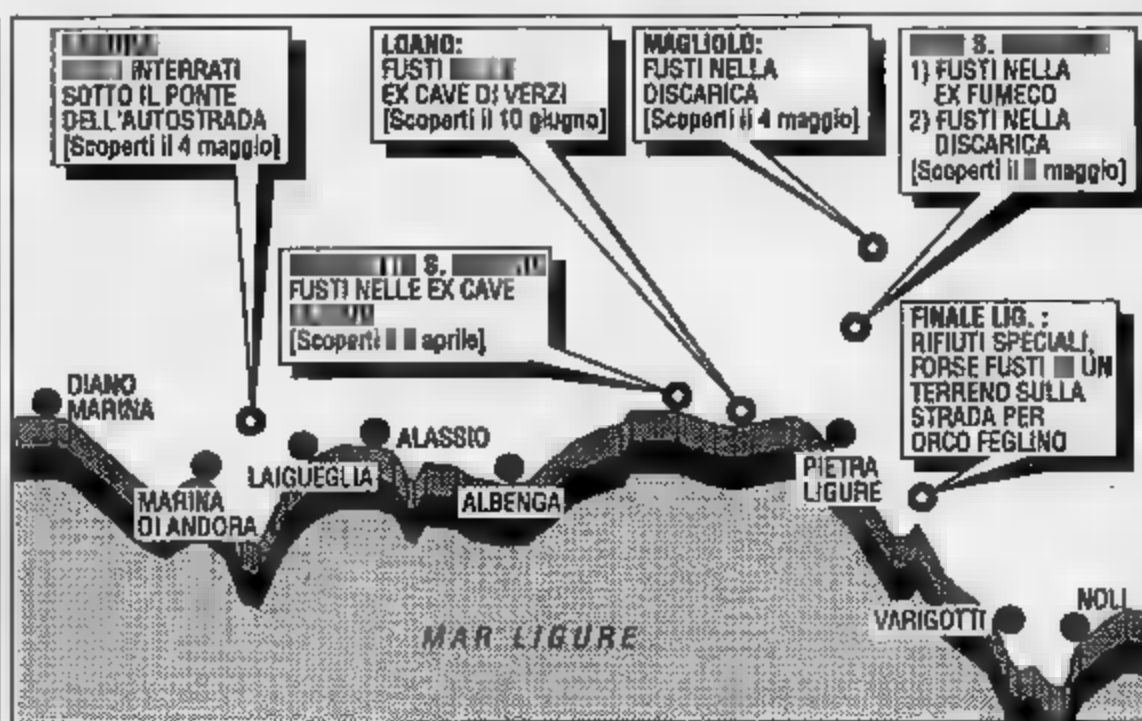 INTERRATI
SOTTO IL PONTE
DELL'AUTOSTRADA
[Scoperti il 4 maggio]
LOANO:
FUSTI
EX CAVE DI VERZI
[Scoperti il 10 giugno]
MAGLIOLO:
FUSTI NELLA
DISCARICA
[Scoperti il 4 maggio]
S.
1) FUSTI NELLA
EX FUMECO
2) FUSTI NELLA
DISCARICA
[Scoperti il maggio]
S.
FUSTI NELLE EX CAVE
[Scoperti aprile]
FINALE LIG. :
RIFIUTI SPECIALI,
FORSE FUSTI UN
TERRENO SULLA
STRADA PER
ORCO FEGLINO
DIANO
MARINA
MARINA
DI ANDORA
LAIGUEGLIA
ALASSIO
ALBENGA
PIETRA
LIGURE
VARIGOTTI
NOLI
MAR LIGURE